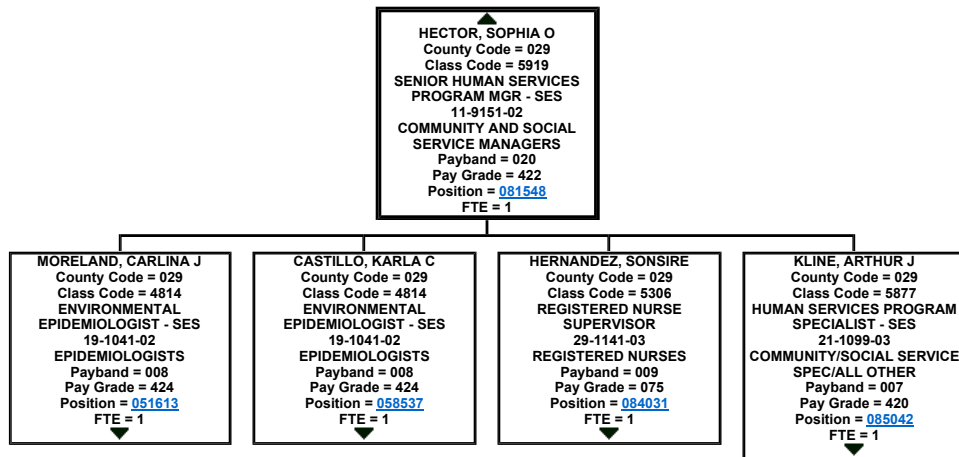 HECTOR, SOPHIA O
County Code = 029
Class Code = 5919
SENIOR HUMAN SERVICES
PROGRAM MGR - SES
11-9151-02
COMMUNITY AND SOCIAL
SERVICE MANAGERS
Payband = 020
Pay Grade = 422
Position = 081548
FTE = 1
MORELAND, CARLINA J
County Code = 029
Class Code = 4814
ENVIRONMENTAL
EPIDEMIOLOGIST - SES
19-1041-02
EPIDEMIOLOGISTS
Payband = 008
Pay Grade = 424
Position = 051613
FTE = 1
CASTILLO, KARLA C
County Code = 029
Class Code = 4814
ENVIRONMENTAL
EPIDEMIOLOGIST - SES
19-1041-02
EPIDEMIOLOGISTS
Payband = 008
Pay Grade = 424
Position = 058537
FTE = 1
HERNANDEZ, SONSIRE
County Code = 029
Class Code = 5306
REGISTERED NURSE
SUPERVISOR
29-1141-03
REGISTERED NURSES
Payband = 009
Pay Grade = 075
Position = 084031
FTE = 1
KLINE, ARTHUR J
County Code = 029
Class Code = 5877
HUMAN SERVICES PROGRAM
SPECIALIST - SES
21-1099-03
COMMUNITY/SOCIAL SERVICE
SPEC/ALL OTHER
Payband = 007
Pay Grade = 420
Position = 085042
FTE = 1